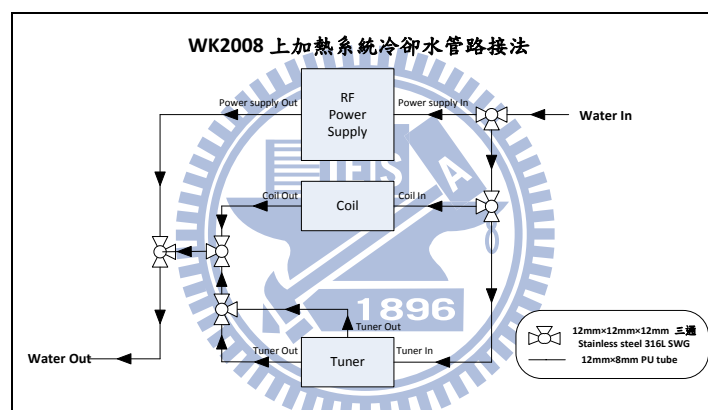 WK2008 上加熱系統冷卻水管路接法
Power supply Out
RF
Power
Supply
Power supply In
Water In
IEIS
A
Coil Out
Coil
Coil In
1896
Tuner Out
Tuner Out
Tuner
Tuner In
Water Out
12mm×12mm×12mm 三通
Stainless steel 316L SWG
12mm×8mm PU tube